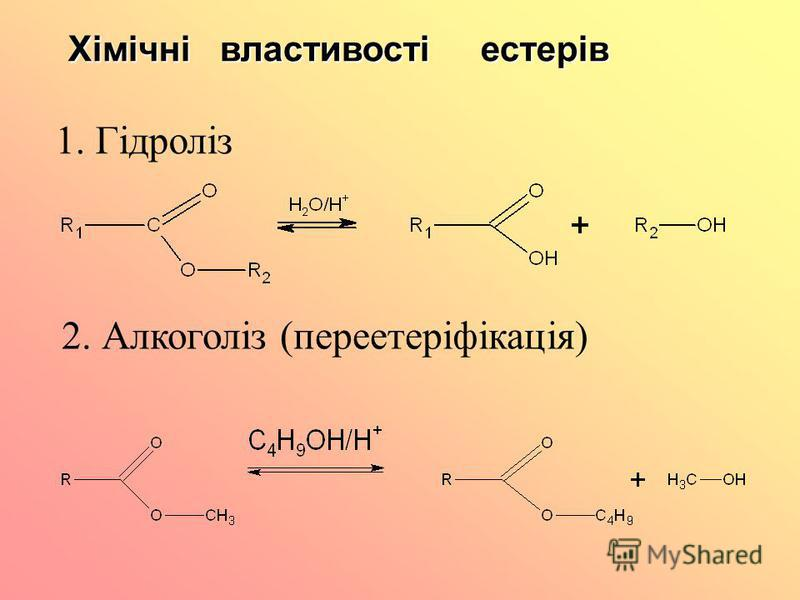 Хімічні властивості естерів
1. Гідроліз
R1 C O O R2 H2O/H+ R1 O OH + R2 OH
2. Алкоголіз (переетеріфікація)
R O O CH3 C4H9OH/H+ R O O C4H9 + H3C OH
MyShared